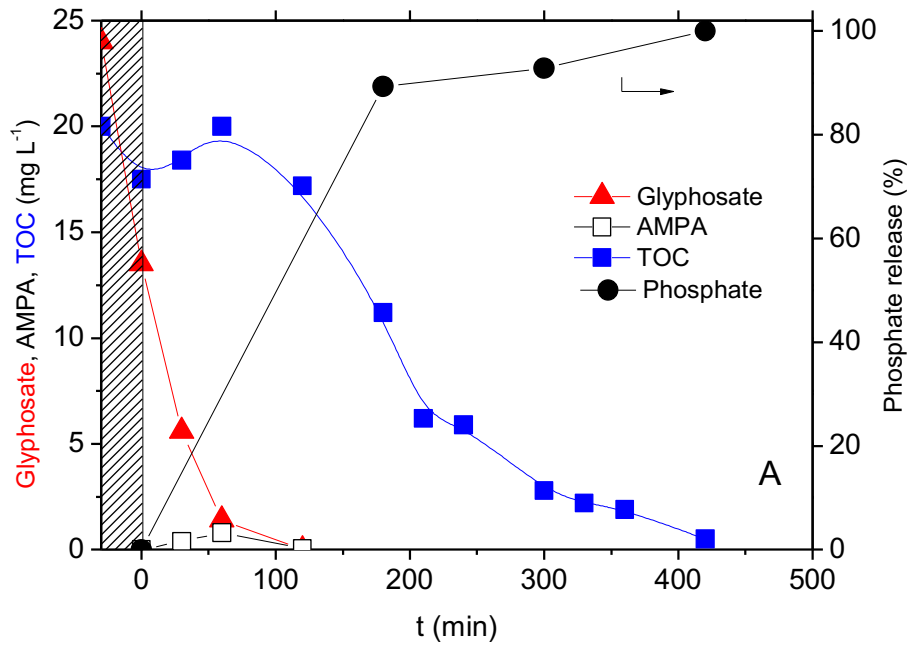 Glyphosate, AMPA, TOC (mg L⁻¹)
25
20
15
10
5
0
Glyphosate
AMPA
TOC
Phosphate
A
100
80
60
40
20
0
Phosphate release (%)
0 100 200 300 400 500
t (min)